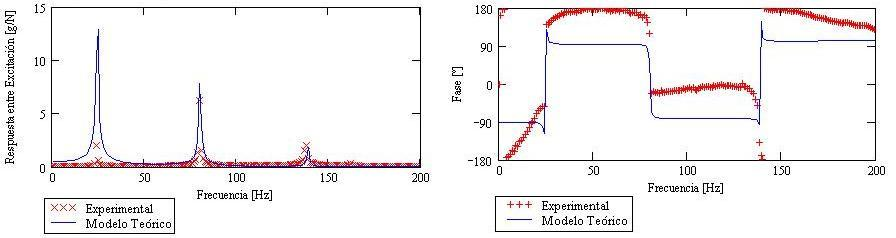 Respuesta entre Excitación [g/N]
15
10
5
0
0 50 100 150 200
Frecuencia [Hz]
××× Experimental
Modelo Teórico
Fase [°]
180
90
0
-90
-180
0 50 100 150 200
Frecuencia [Hz]
+++ Experimental
Modelo Teórico